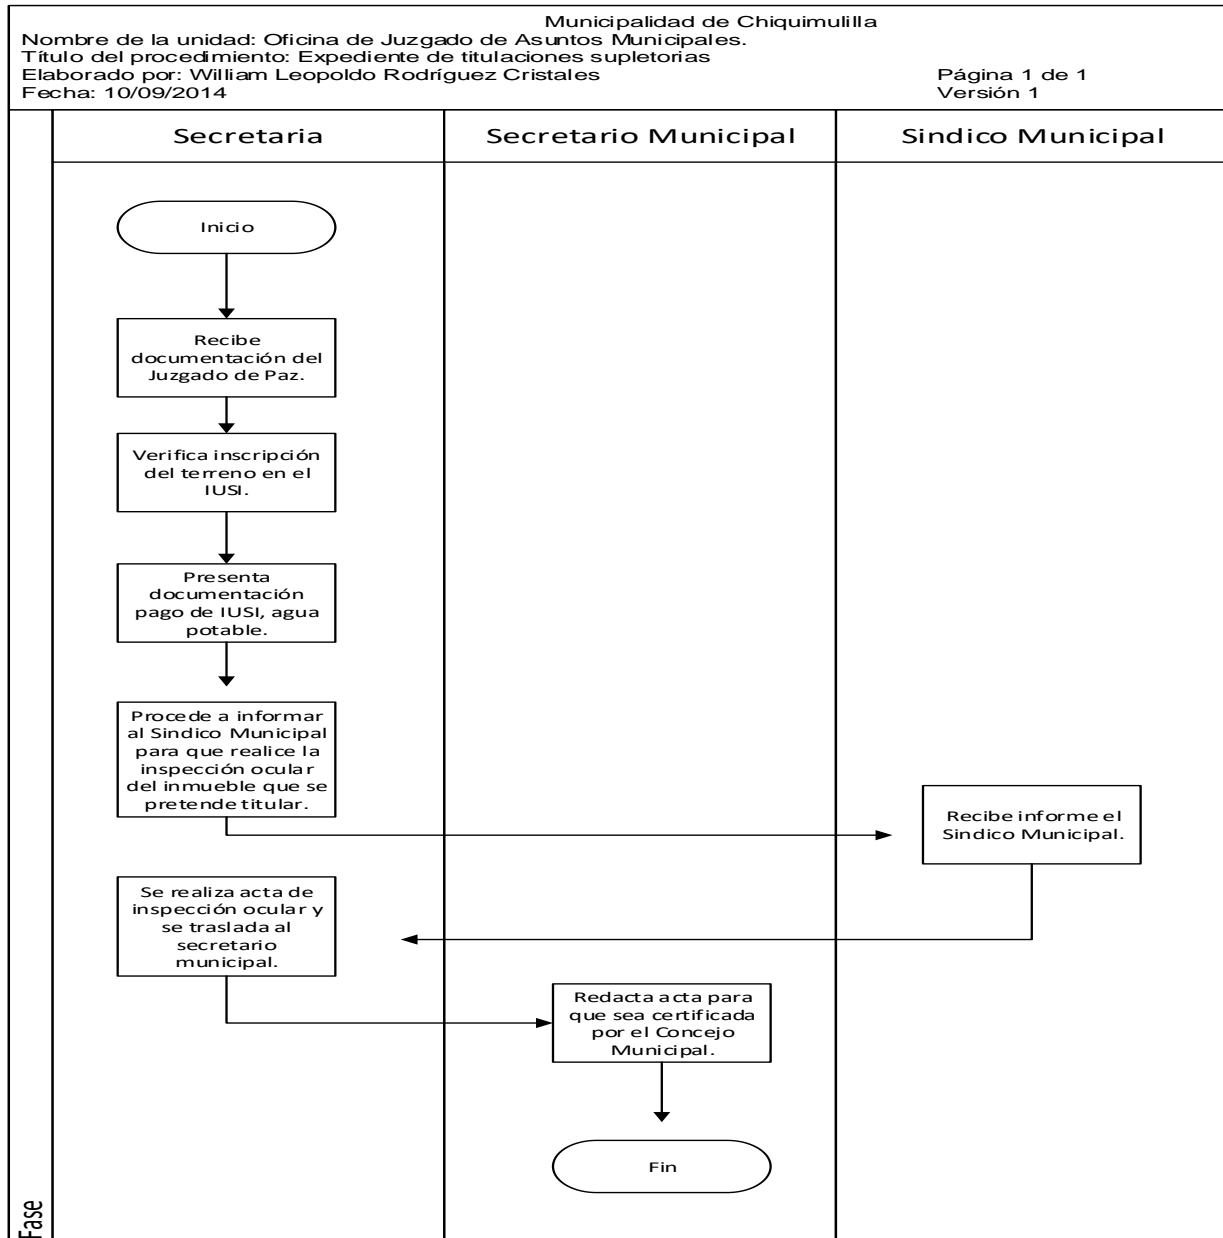 Municipalidad de Chiquimulilla
Nombre de la unidad: Oficina de Juzgado de Asuntos Municipales.
Título del procedimiento: Expediente de titulaciones supletorias
Elaborado por: William Leopoldo Rodríguez Cristales
Página 1 de 1
Fecha: 10/09/2014
Versión 1
Secretaria
Secretario Municipal
Sindico Municipal
Inicio
Recibe
documentación del
Juzgado de Paz.
Verifica inscripción
del terreno en el
IUSI.
Presenta
documentación
pago de IUSI, agua
potable.
Procede a informar
al Sindico Municipal
para que realice la
inspección ocular
del inmueble que se
pretende titular.
Recibe informe el
Sindico Municipal.
Se realiza acta de
inspección ocular y
se traslada al
secretario
municipal.
Redacta acta para
que sea certificada
por el Concejo
Municipal.
Fin
Fase